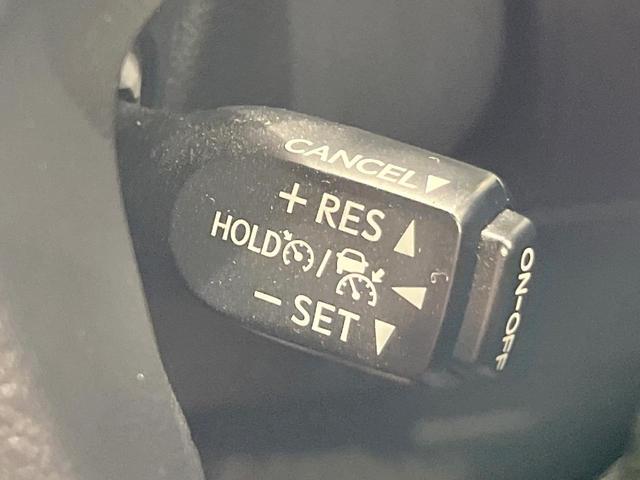 CANCEL▼
+ RES ▲
HOLD / ◀
− SET ▼
ON-OFF